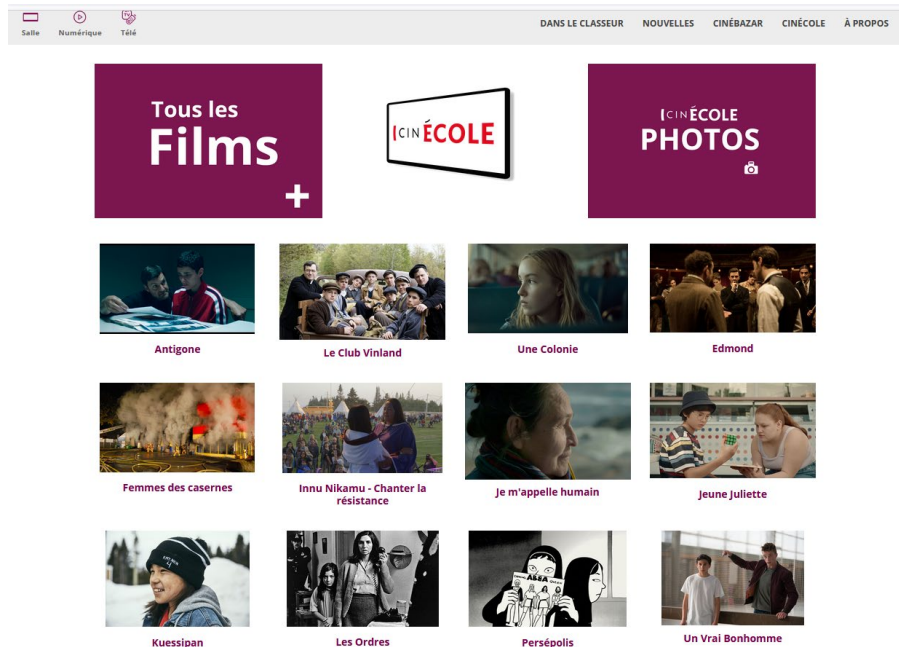 Salle Numérique Télé
DANS LE CLASSEUR NOUVELLES CINÉBAZAR CINÉCOLE À PROPOS
Tous les
Films
+
CINÉCOLE
CINÉCOLE
PHOTOS
Antigone
Le Club Vinland
Une Colonie
Edmond
Femmes des casernes
Innu Nikamu - Chanter la
résistance
Je m'appelle humain
Jeune Juliette
ABBA
Kuessipan
Les Ordres
Persépolis
Un Vrai Bonhomme